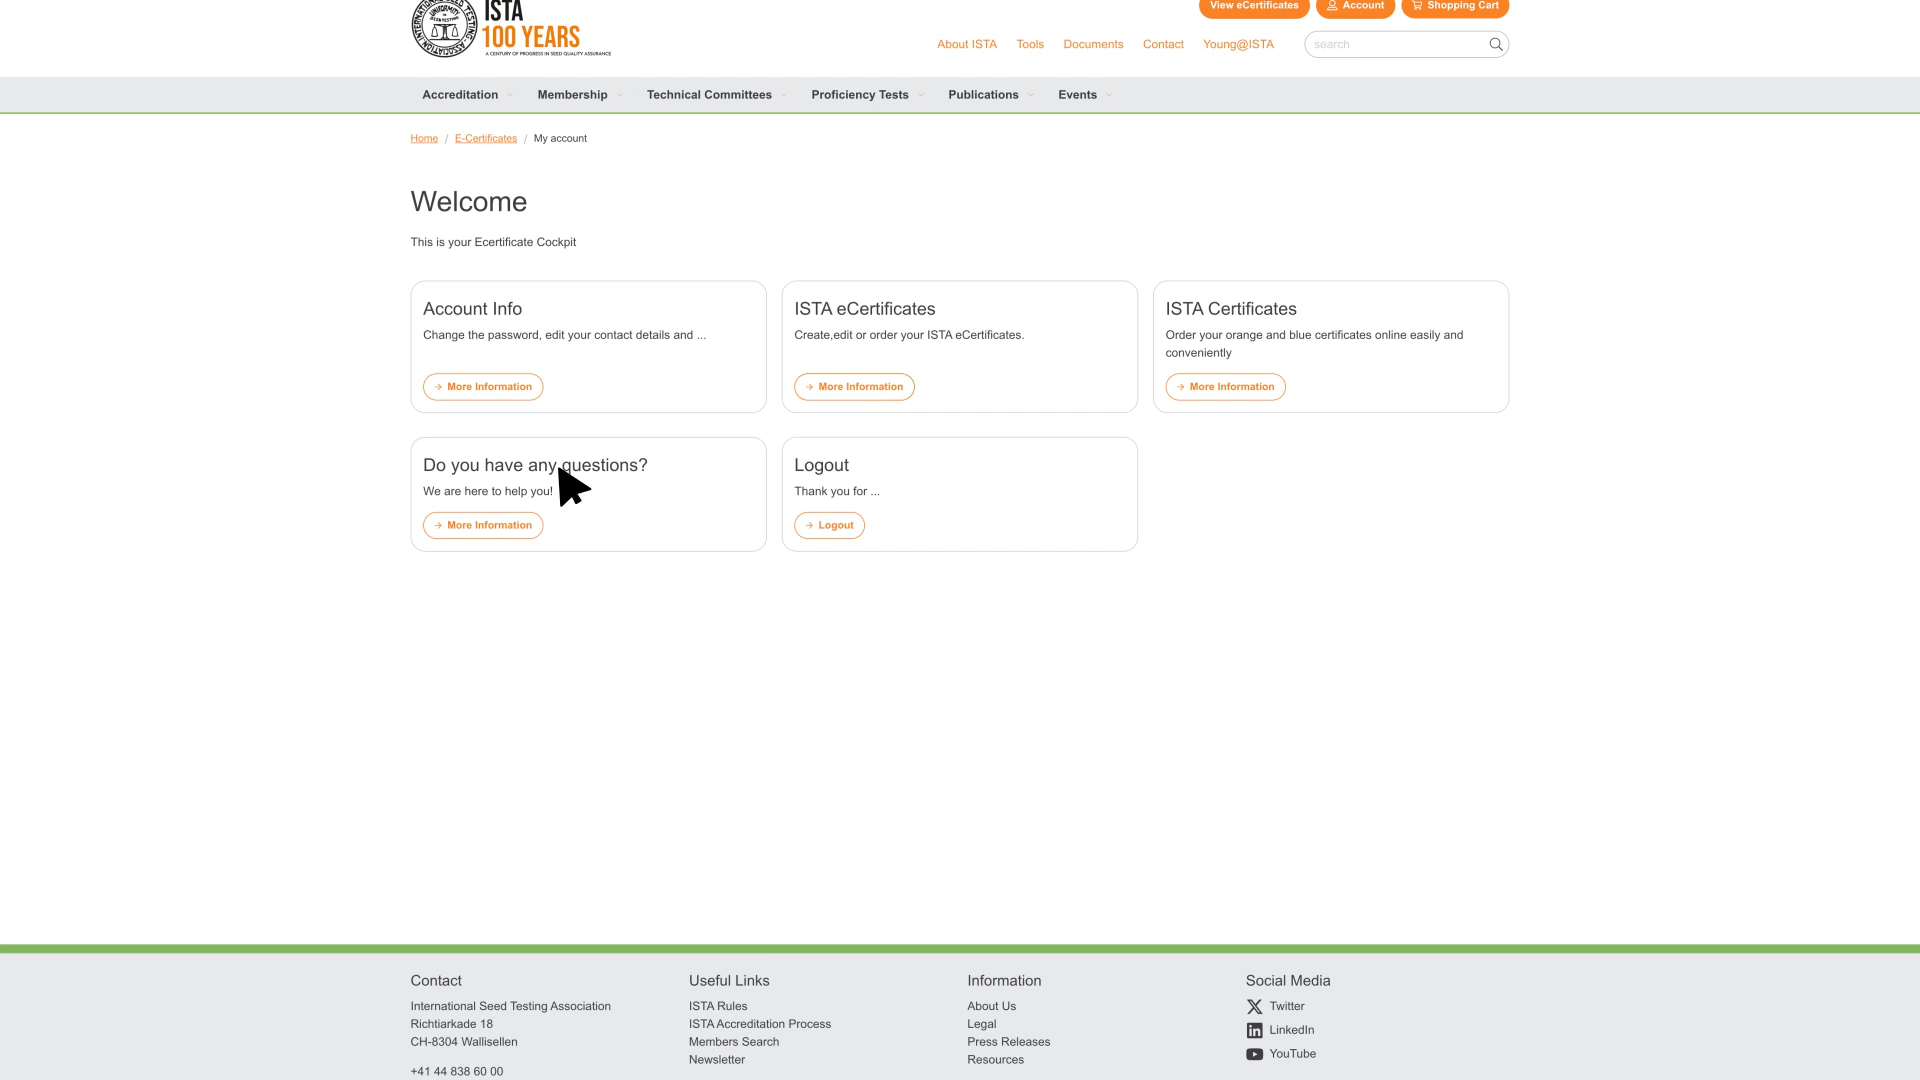 ISTA
100 YEARS
A CENTURY OF PROGRESS IN SEED QUALITY ASSURANCE
View eCertificates
Account
Shopping Cart
About ISTA
Tools
Documents
Contact
Young@ISTA
search
Accreditation
Membership
Technical Committees
Proficiency Tests
Publications
Events
Home / E-Certificates / My account
Welcome
This is your Ecertificate Cockpit
Account Info
Change the password, edit your contact details and ...
More Information
ISTA eCertificates
Create,edit or order your ISTA eCertificates.
More Information
ISTA Certificates
Order your orange and blue certificates online easily and
conveniently
More Information
Do you have any questions?
We are here to help you!
More Information
Logout
Thank you for ...
Logout
Contact
International Seed Testing Association
Richtiarkade 18
CH-8304 Wallisellen
+41 44 838 60 00
Useful Links
ISTA Rules
ISTA Accreditation Process
Members Search
Newsletter
Information
About Us
Legal
Press Releases
Resources
Social Media
Twitter
LinkedIn
YouTube